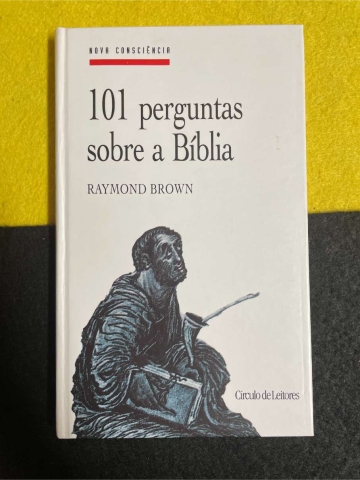 NOVA CONSCIÊNCIA
101 perguntas
sobre a Bíblia
RAYMOND BROWN
Círculo de Leitores